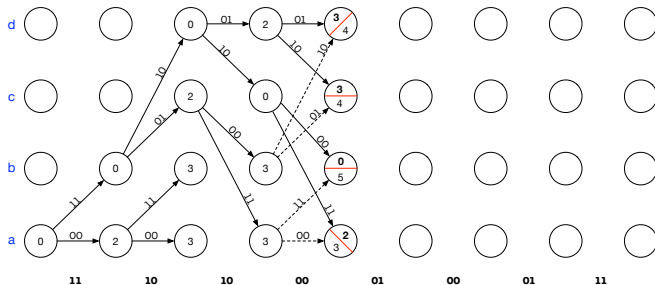 d 0 01 2 01 3 4
10 10 10 10
c 2 0 3 4
01 00 01 00
b 0 3 3 0 5
11 11 11 11 11
a 0 00 2 00 3 3 00 3 2
11 10 10 00 01 00 01 11